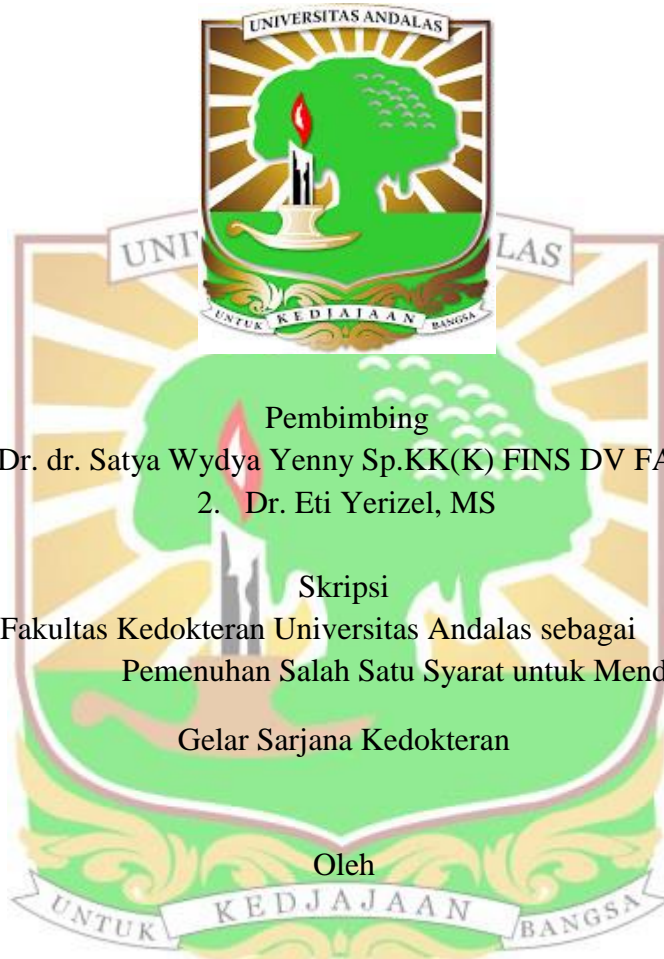 UNIVERSITAS ANDALAS
UNTUK KEDJAJAAN BANGSA
Pembimbing
Dr. dr. Satya Wydya Yenny Sp.KK(K) FINS DV
2. Dr. Eti Yerizel, MS
Skripsi
Fakultas Kedokteran Universitas Andalas sebagai
Pemenuhan Salah Satu Syarat untuk
Gelar Sarjana Kedokteran
Oleh
UNTUK KEDJAJAAN BANGSA